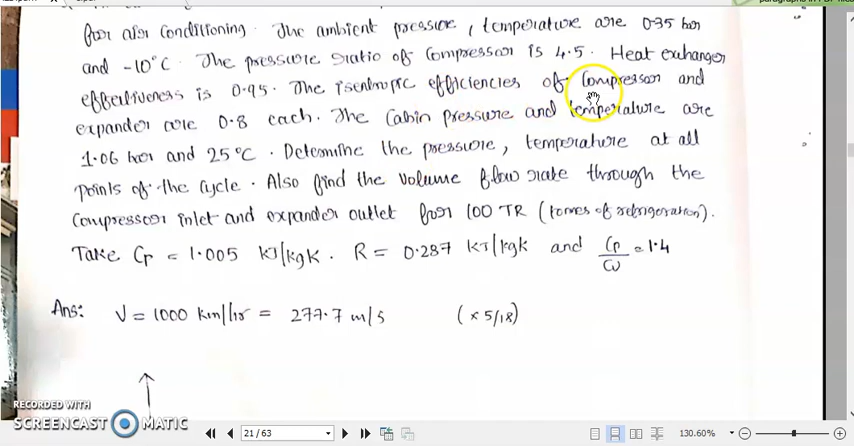 for air conditioning. The ambient pressure, temperature are 0.35 bar
and -10°C. The pressure ratio of compressor is 4.5. Heat exhanger
effectiveness is 0.95. The isentropic efficiencies of compressor and
expander are 0.8 each. The cabin pressure and temperature are
1.06 bar and 25°C. Determine the pressure, temperature at all
points of the cycle. Also find the volume flow rate through the
compressor inlet and expander outlet for 100 TR (tonnes of refrigeration).
Take Cp = 1.005 kJ/kgK. R = 0.287 kJ/kgK and Cp/Cv = 1.4
Ans: V = 1000 km/hr = 277.7 m/s (× 5/18)
RECORDED WITH
SCREENCAST MATIC
21 / 63
130.60%